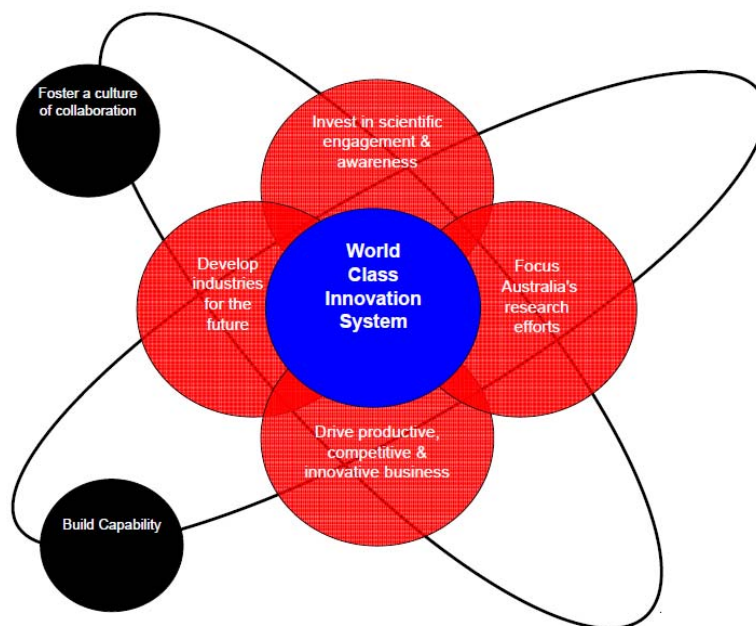 Foster a culture
of collaboration
Invest in scientific
engagement &
awareness
Develop
industries
for the
future
World
Class
Innovation
System
Focus
Australia's
research
efforts
Drive productive,
competitive &
innovative business
Build Capability